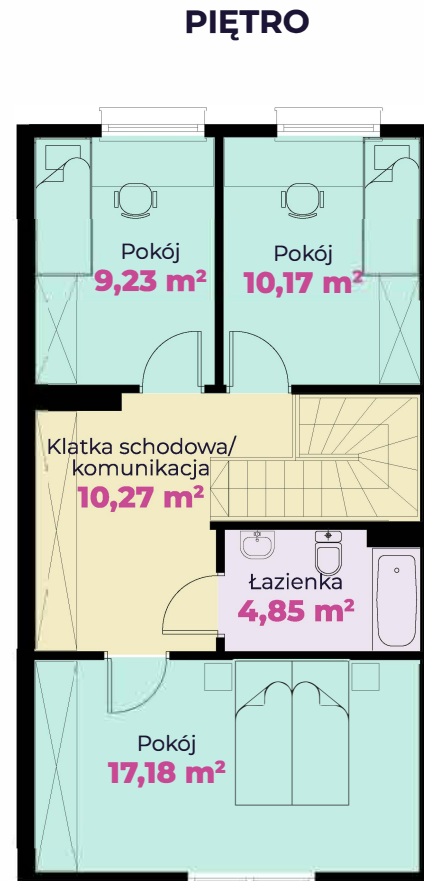 PIĘTRO
Pokój
9,23 m²
Pokój
10,17 m²
Klatka schodowa/
komunikacja
10,27 m²
Łazienka
4,85 m²
Pokój
17,18 m²